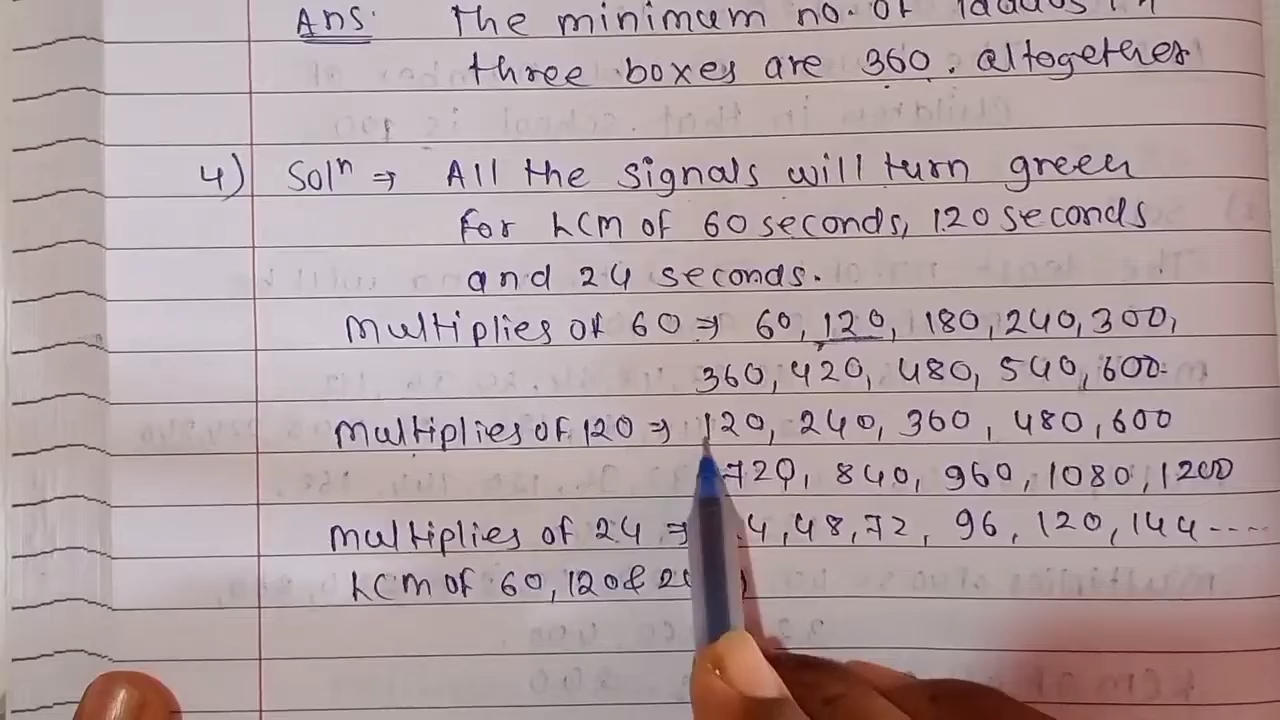 Ans: The minimum no. of
three boxes are 360. altogether
4) Solⁿ ⇒ All the signals will turn green
for LCM of 60 seconds, 120 seconds
and 24 seconds.
Multiplies of 60 ⇒ 60, 120, 180, 240, 300,
360, 420, 480, 540, 600.
Multiplies of 120 ⇒ 120, 240, 360, 480, 600
720, 840, 960, 1080, 1200
Multiplies of 24 ⇒ 4, 48, 72, 96, 120, 144 ----
LCM of 60, 120 &